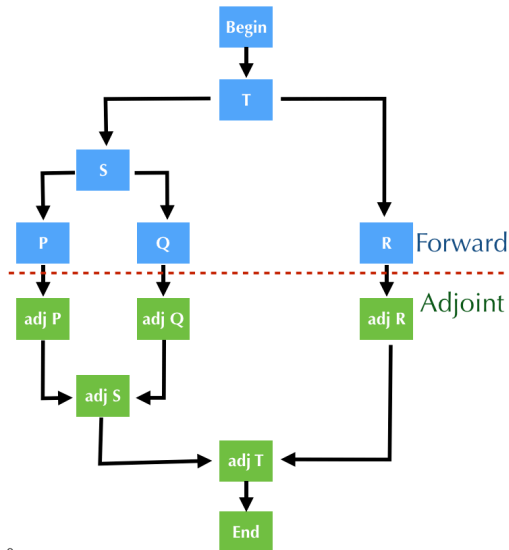 Begin
T
S
P
Q
R
Forward
Adjoint
adj P
adj Q
adj R
adj S
adj T
End